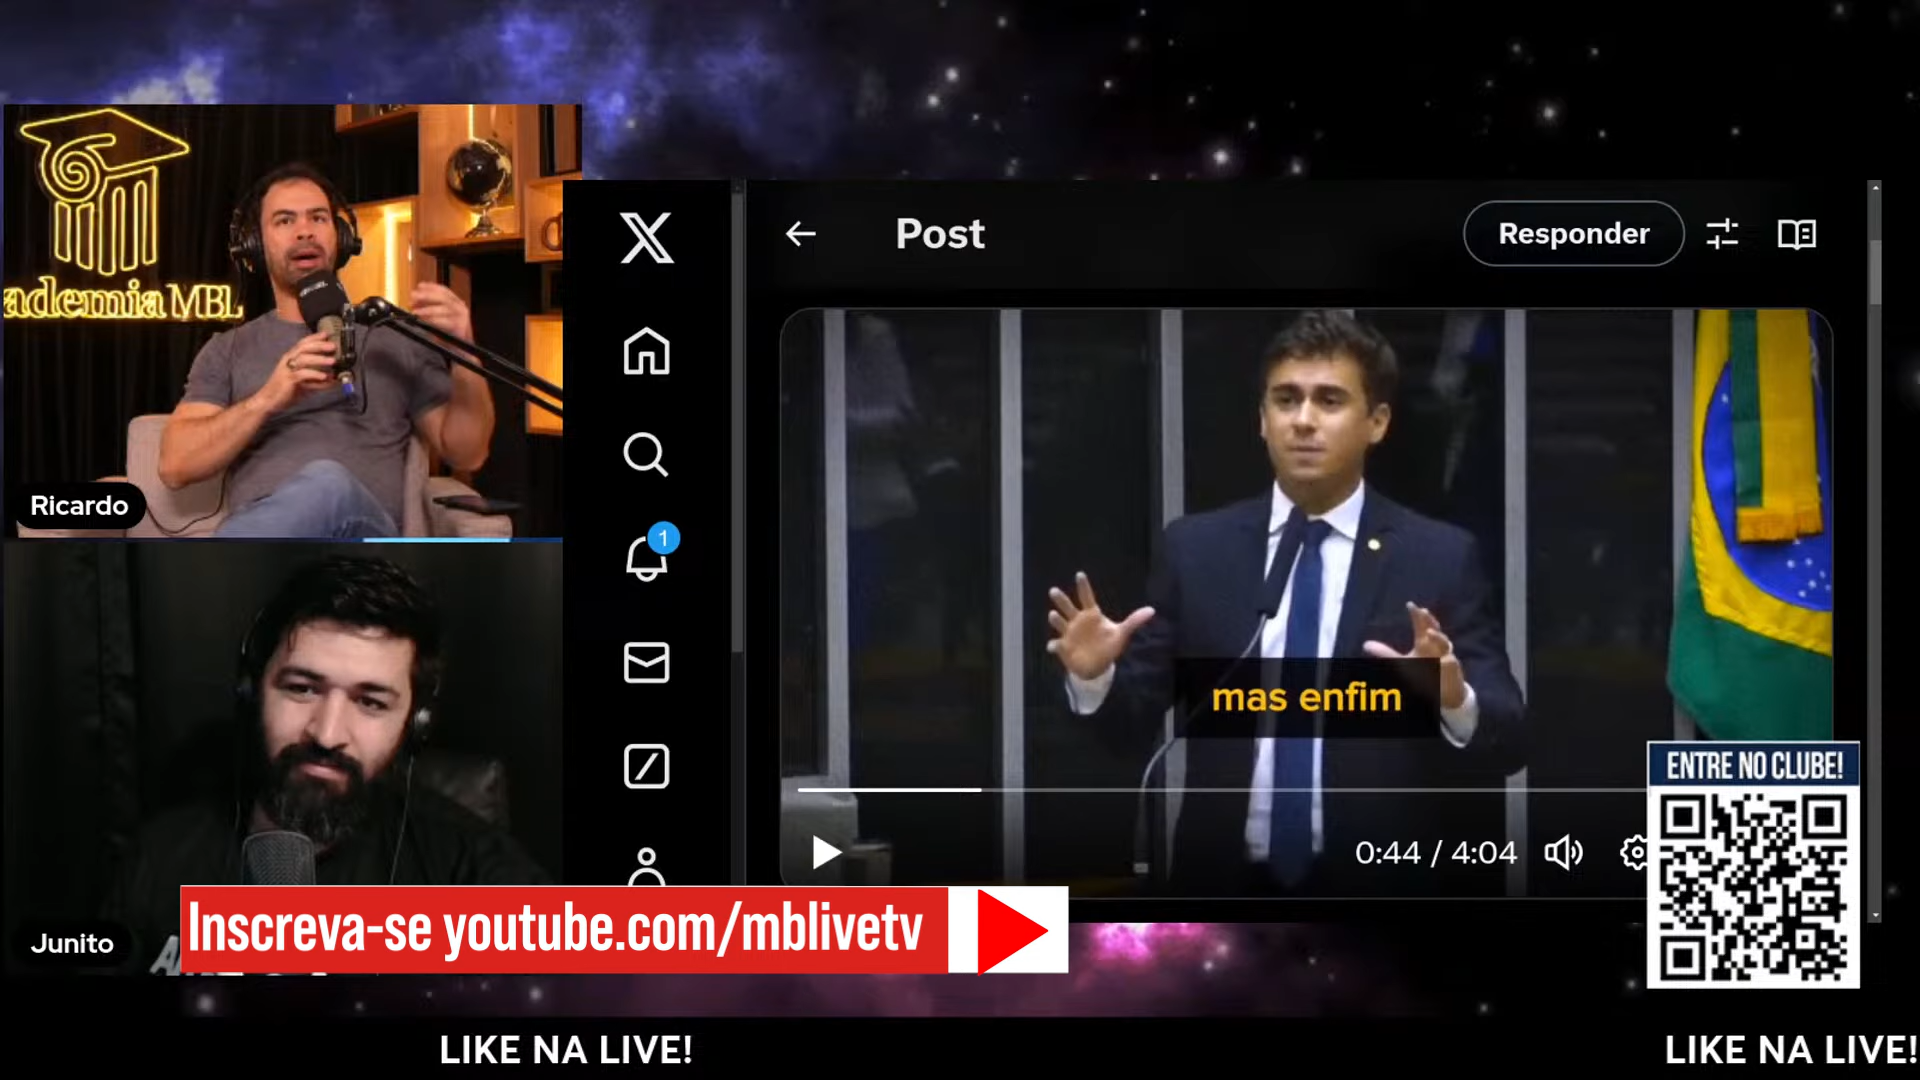 ademia MBL
Ricardo
Junito
1
Post
Responder
mas enfim
0:44 / 4:04
ENTRE NO CLUBE!
Inscreva-se youtube.com/mblivetv
LIKE NA LIVE!
LIKE NA LIVE!